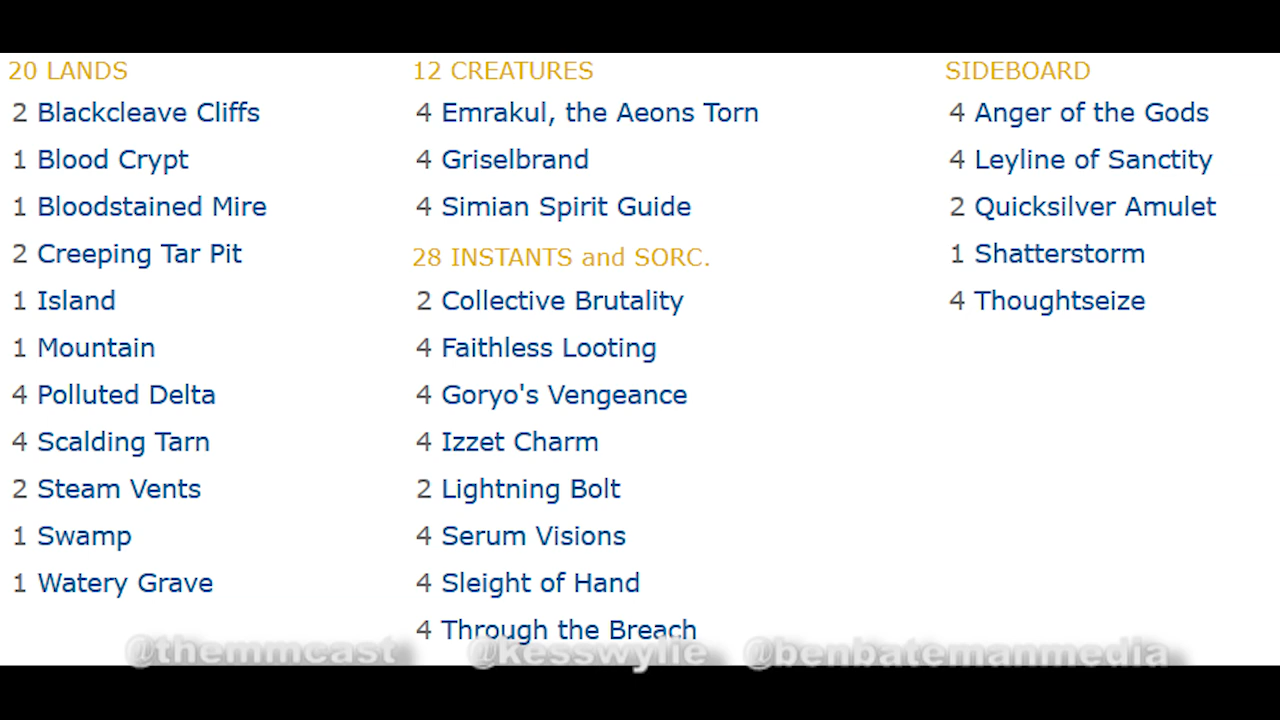 20 LANDS
2 Blackcleave Cliffs
1 Blood Crypt
1 Bloodstained Mire
2 Creeping Tar Pit
1 Island
1 Mountain
4 Polluted Delta
4 Scalding Tarn
2 Steam Vents
1 Swamp
1 Watery Grave
12 CREATURES
4 Emrakul, the Aeons Torn
4 Griselbrand
4 Simian Spirit Guide
28 INSTANTS and SORC.
2 Collective Brutality
4 Faithless Looting
4 Goryo's Vengeance
4 Izzet Charm
2 Lightning Bolt
4 Serum Visions
4 Sleight of Hand
4 Through the Breach
SIDEBOARD
4 Anger of the Gods
4 Leyline of Sanctity
2 Quicksilver Amulet
1 Shatterstorm
4 Thoughtseize
@themmcast @kesswylie @benbatemanmedia